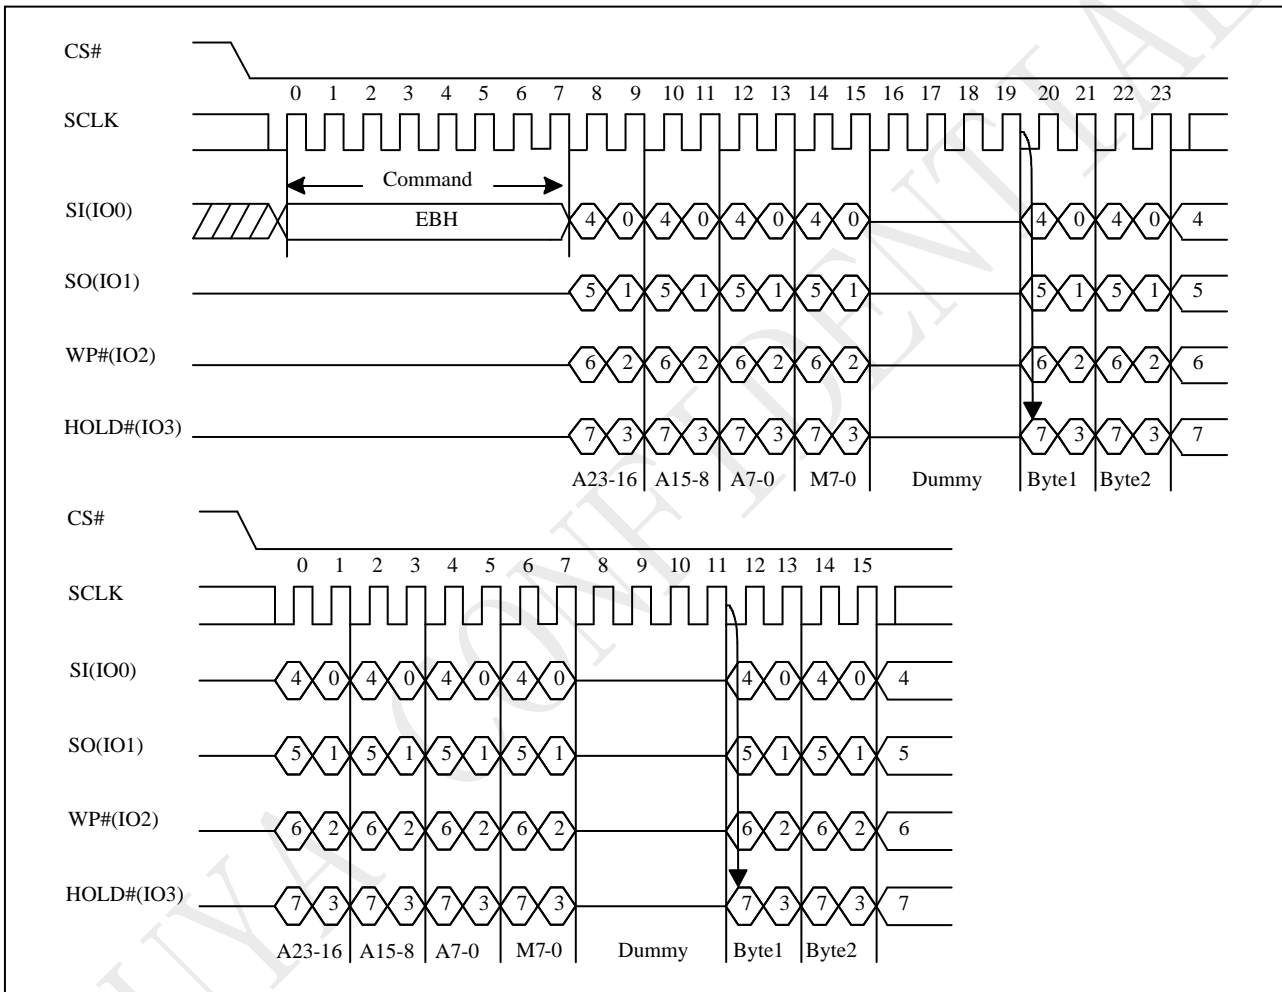 CS#
0 1 2 3 4 5 6 7 8 9 10 11 12 13 14 15 16 17 18 19 20 21 22 23
SCLK
Command
SI(IO0) EBH 4 0 4 0 4 0 4 0 4 0 4 0 4
SO(IO1) 5 1 5 1 5 1 5 1 5 1 5 1 5
WP#(IO2) 6 2 6 2 6 2 6 2 6 2 6 2 6
HOLD#(IO3) 7 3 7 3 7 3 7 3 7 3 7 3 7
A23-16 A15-8 A7-0 M7-0 Dummy Byte1 Byte2
CS#
0 1 2 3 4 5 6 7 8 9 10 11 12 13 14 15
SCLK
SI(IO0) 4 0 4 0 4 0 4 0 4 0 4 0 4
SO(IO1) 5 1 5 1 5 1 5 1 5 1 5 1 5
WP#(IO2) 6 2 6 2 6 2 6 2 6 2 6 2 6
HOLD#(IO3) 7 3 7 3 7 3 7 3 7 3 7 3 7
A23-16 A15-8 A7-0 M7-0 Dummy Byte1 Byte2
UYA CONFIDENTIAL